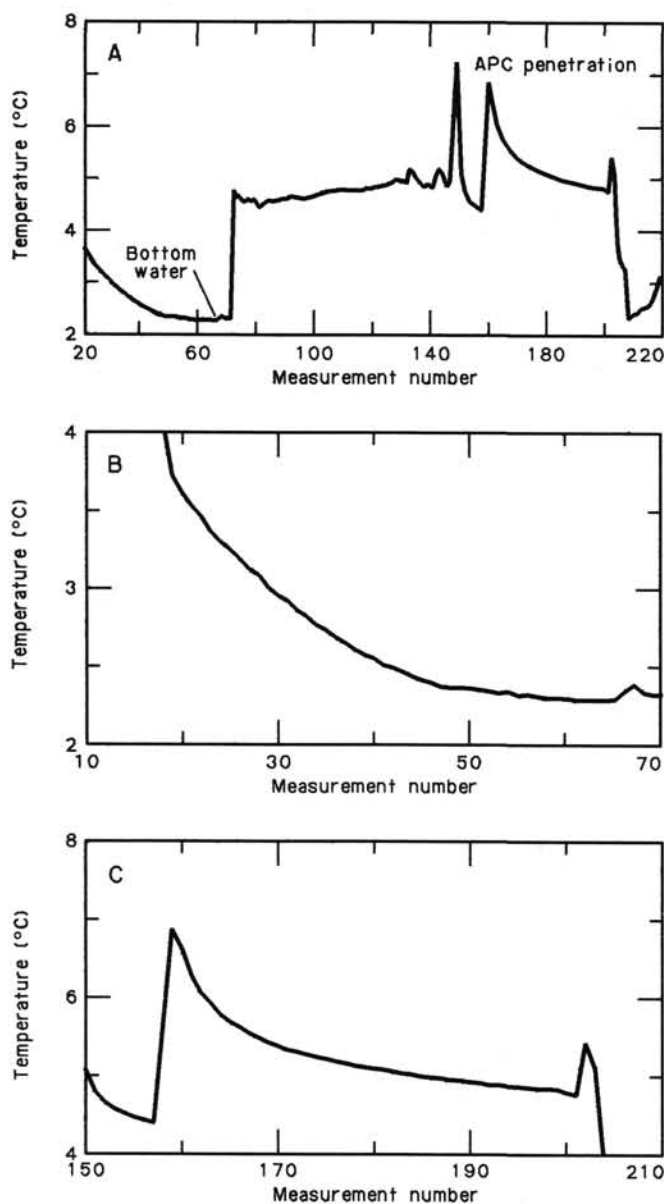 8
A
APC penetration
6
Temperature (°C)
4
Bottom
water
2
20 60 100 140 180 220
Measurement number
4
B
Temperature (°C)
3
2
10 30 50 70
Measurement number
8
C
Temperature (°C)
6
4
150 170 190 210
Measurement number